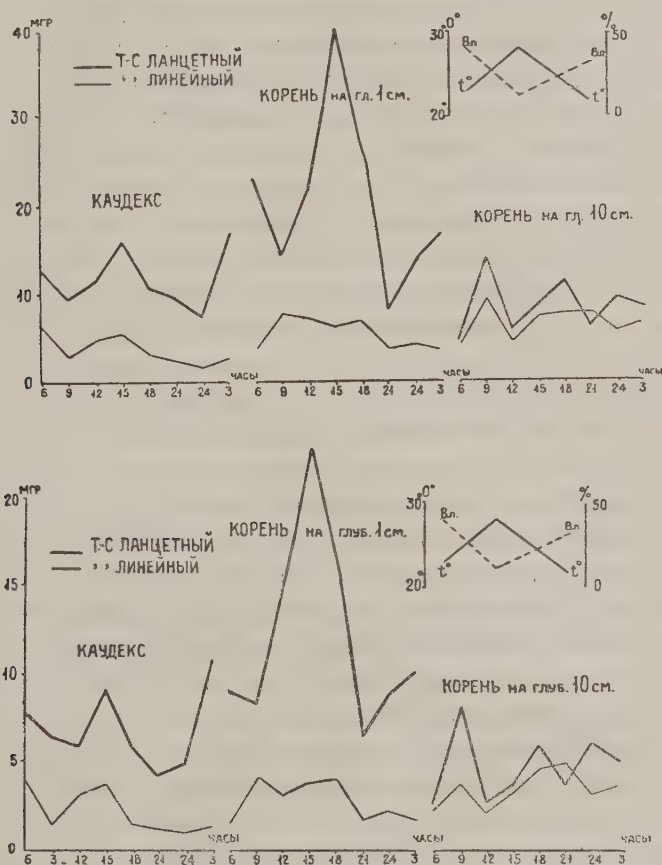 МГР
40
30
20
10
0
Т-С ЛАНЦЕТНЫЙ
,, ЛИНЕЙНЫЙ
КАУДЕКС
КОРЕНЬ НА ГЛ. 1 СМ.
КОРЕНЬ НА ГЛ. 10 СМ.
30° 0° % 50
Вл. Вл.
t° t°
20° 0
ЧАСЫ ЧАСЫ ЧАСЫ
6 9 12 15 18 21 24 3 6 9 12 15 18 21 24 3 6 9 12 15 18 21 24 3
МГР
20
15
10
5
0
Т-С ЛАНЦЕТНЫЙ
,, ЛИНЕЙНЫЙ
КАУДЕКС
КОРЕНЬ НА ГЛУБ. 1 СМ.
КОРЕНЬ НА ГЛУБ. 10 СМ.
30° 0° % 50
Вл. Вл.
t° t°
20° 0
ЧАСЫ ЧАСЫ ЧАСЫ
6 3 12 15 18 21 24 3 6 9 12 15 18 21 24 3 6 9 12 15 18 21 24 3